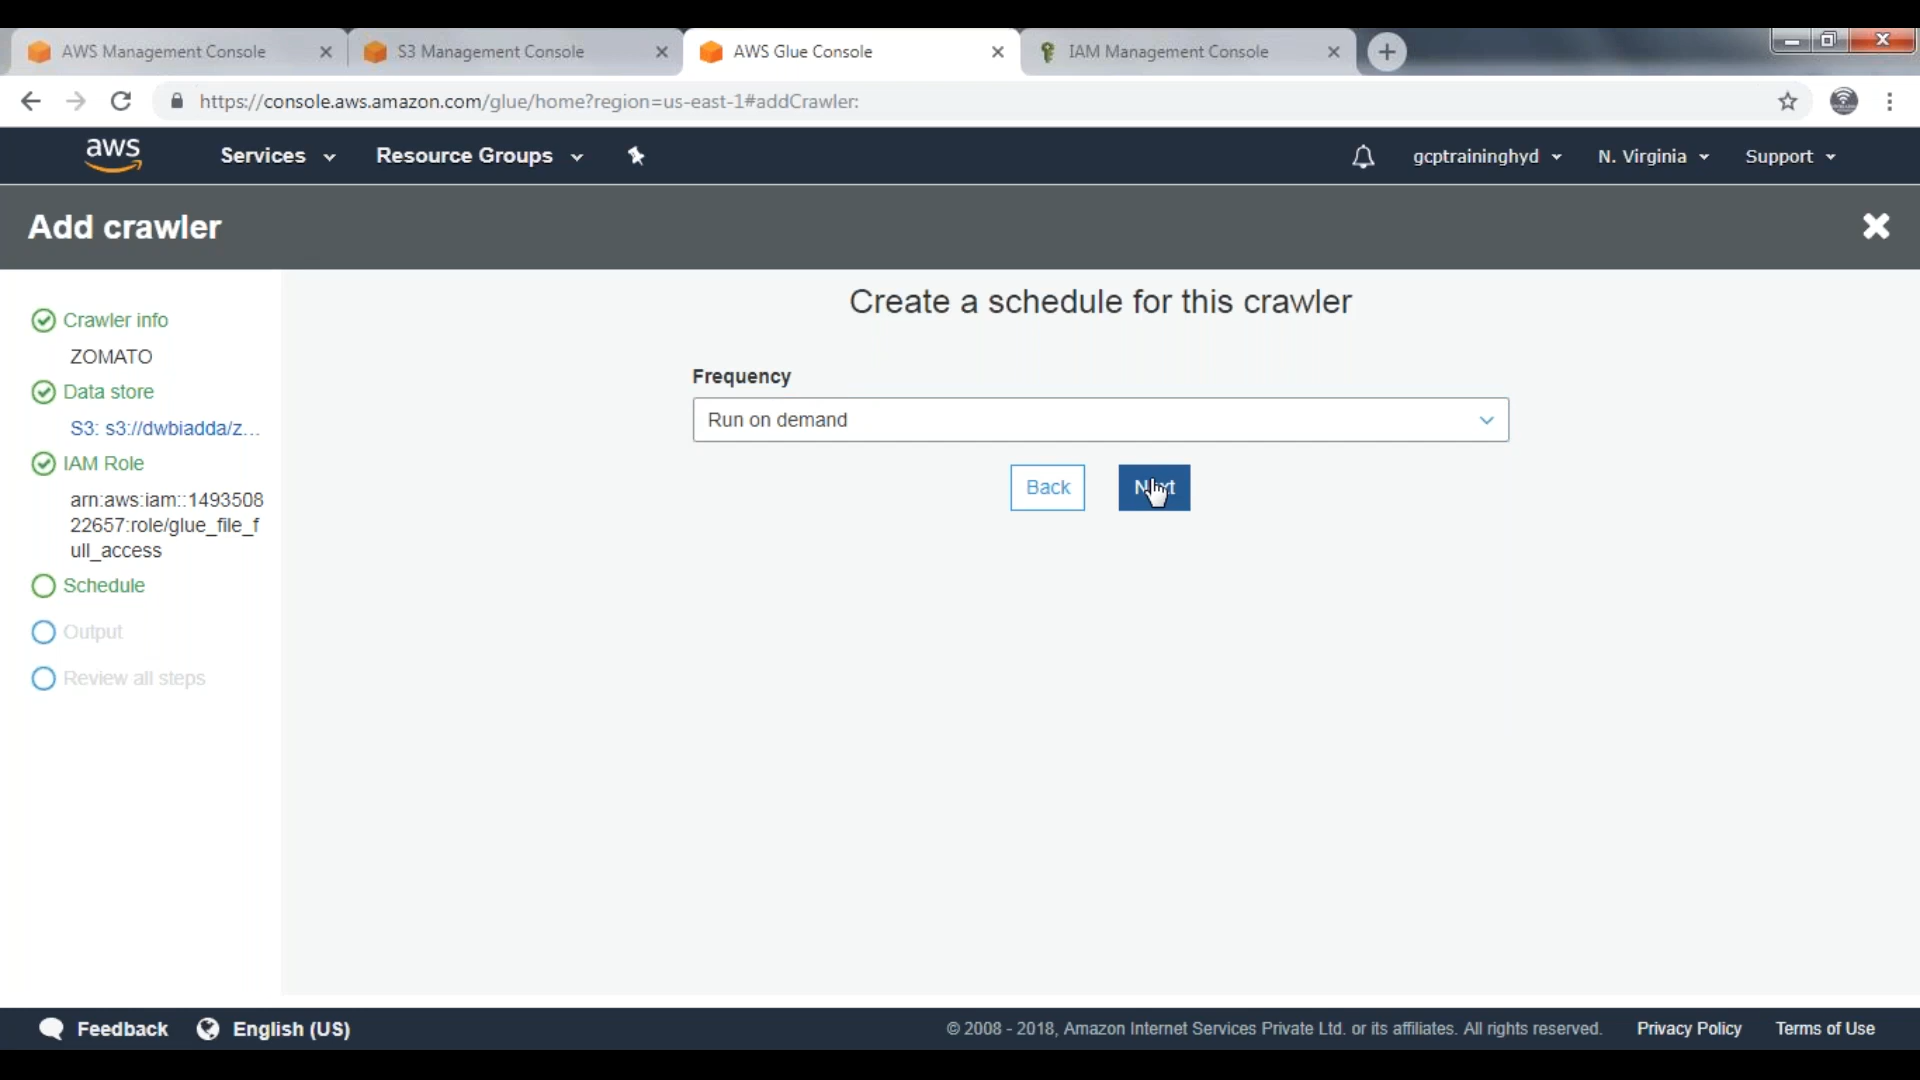 AWS Management Console
S3 Management Console
AWS Glue Console
IAM Management Console
https://console.aws.amazon.com/glue/home?region=us-east-1#addCrawler:
aws
Services
Resource Groups
gcptraininghyd
N. Virginia
Support
Add crawler
Crawler info
ZOMATO
Data store
S3: s3://dwbiadda/z...
IAM Role
arn:aws:iam::1493508
22657:role/glue_file_f
ull_access
Schedule
Output
Review all steps
Create a schedule for this crawler
Frequency
Run on demand
Back
Next
Feedback
English (US)
© 2008 - 2018, Amazon Internet Services Private Ltd. or its affiliates. All rights reserved.
Privacy Policy
Terms of Use